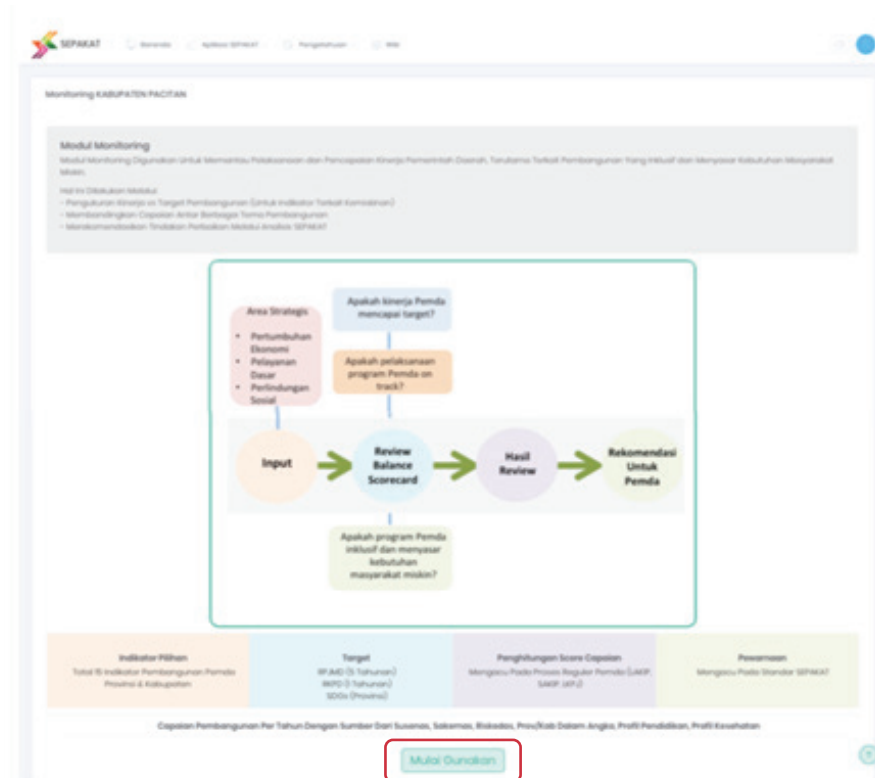 SEPAKAT
Beranda
Aplikasi SEPAKAT
Pengetahuan
Wiki
Monitoring KABUPATEN PACITAN
Modul Monitoring
Modul Monitoring Digunakan Untuk Memantau Pelaksanaan dan Pencapaian Kinerja Pemerintah Daerah, Terutama Terkait Pembangunan Yang Inklusif dan Menyasar Kebutuhan Masyarakat
Miskin.
Hal Ini Dilakukan Melalui:
- Pengukuran Kinerja vs Target Pembangunan (Untuk Indikator Terkait Kemiskinan)
- Membandingkan Capaian Antar Berbagai Tema Pembangunan
- Merekomendasikan Tindakan Perbaikan Melalui Analisis SEPAKAT
Area Strategis
• Pertumbuhan
Ekonomi
• Pelayanan
Dasar
• Perlindungan
Sosial
Apakah kinerja Pemda
mencapai target?
Apakah pelaksanaan
program Pemda on
track?
Input
Review
Balance
Scorecard
Hasil
Review
Rekomendasi
Untuk
Pemda
Apakah program Pemda
inklusif dan menyasar
kebutuhan
masyarakat miskin?
Indikator Pilihan
Total 15 Indikator Pembangunan Pemda
Provinsi & Kabupaten
Target
RPJMD (5 Tahunan)
RKPD (1 Tahunan)
SDGs (Provinsi)
Penghitungan Score Capaian
Mengacu Pada Proses Reguler Pemda (LAKIP,
SAKIP, LKPJ)
Pewarnaan
Mengacu Pada Standar SEPAKAT
Capaian Pembangunan Per Tahun Dengan Sumber Dari Susenas, Sakernas, Riskesdas, Prov/Kab Dalam Angka, Profil Pendidikan, Profil Kesehatan
Mulai Gunakan